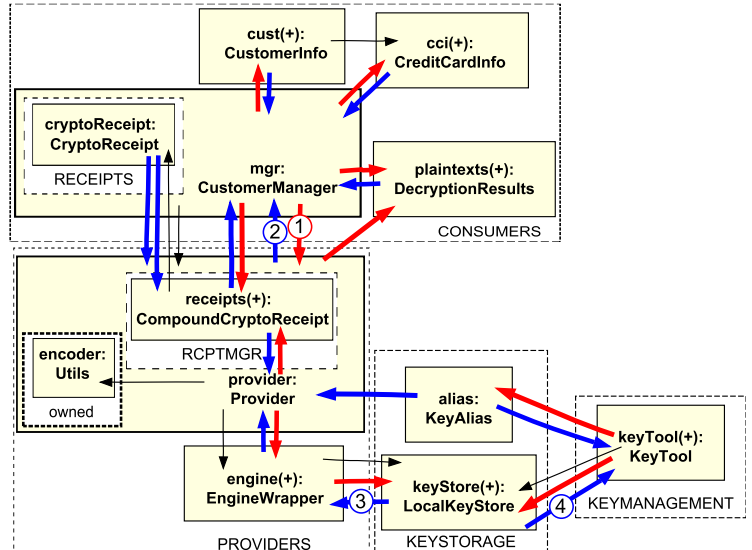 cust(+):
CustomerInfo
cci(+):
CreditCardInfo
cryptoReceipt:
CryptoReceipt
RECEIPTS
mgr:
CustomerManager
plaintexts(+):
DecryptionResults
CONSUMERS
2
1
receipts(+):
CompoundCryptoReceipt
RCPTMGR
encoder:
Utils
owned
provider:
Provider
alias:
KeyAlias
keyTool(+):
KeyTool
KEYMANAGEMENT
engine(+):
EngineWrapper
3
keyStore(+):
LocalKeyStore
4
PROVIDERS
KEYSTORAGE